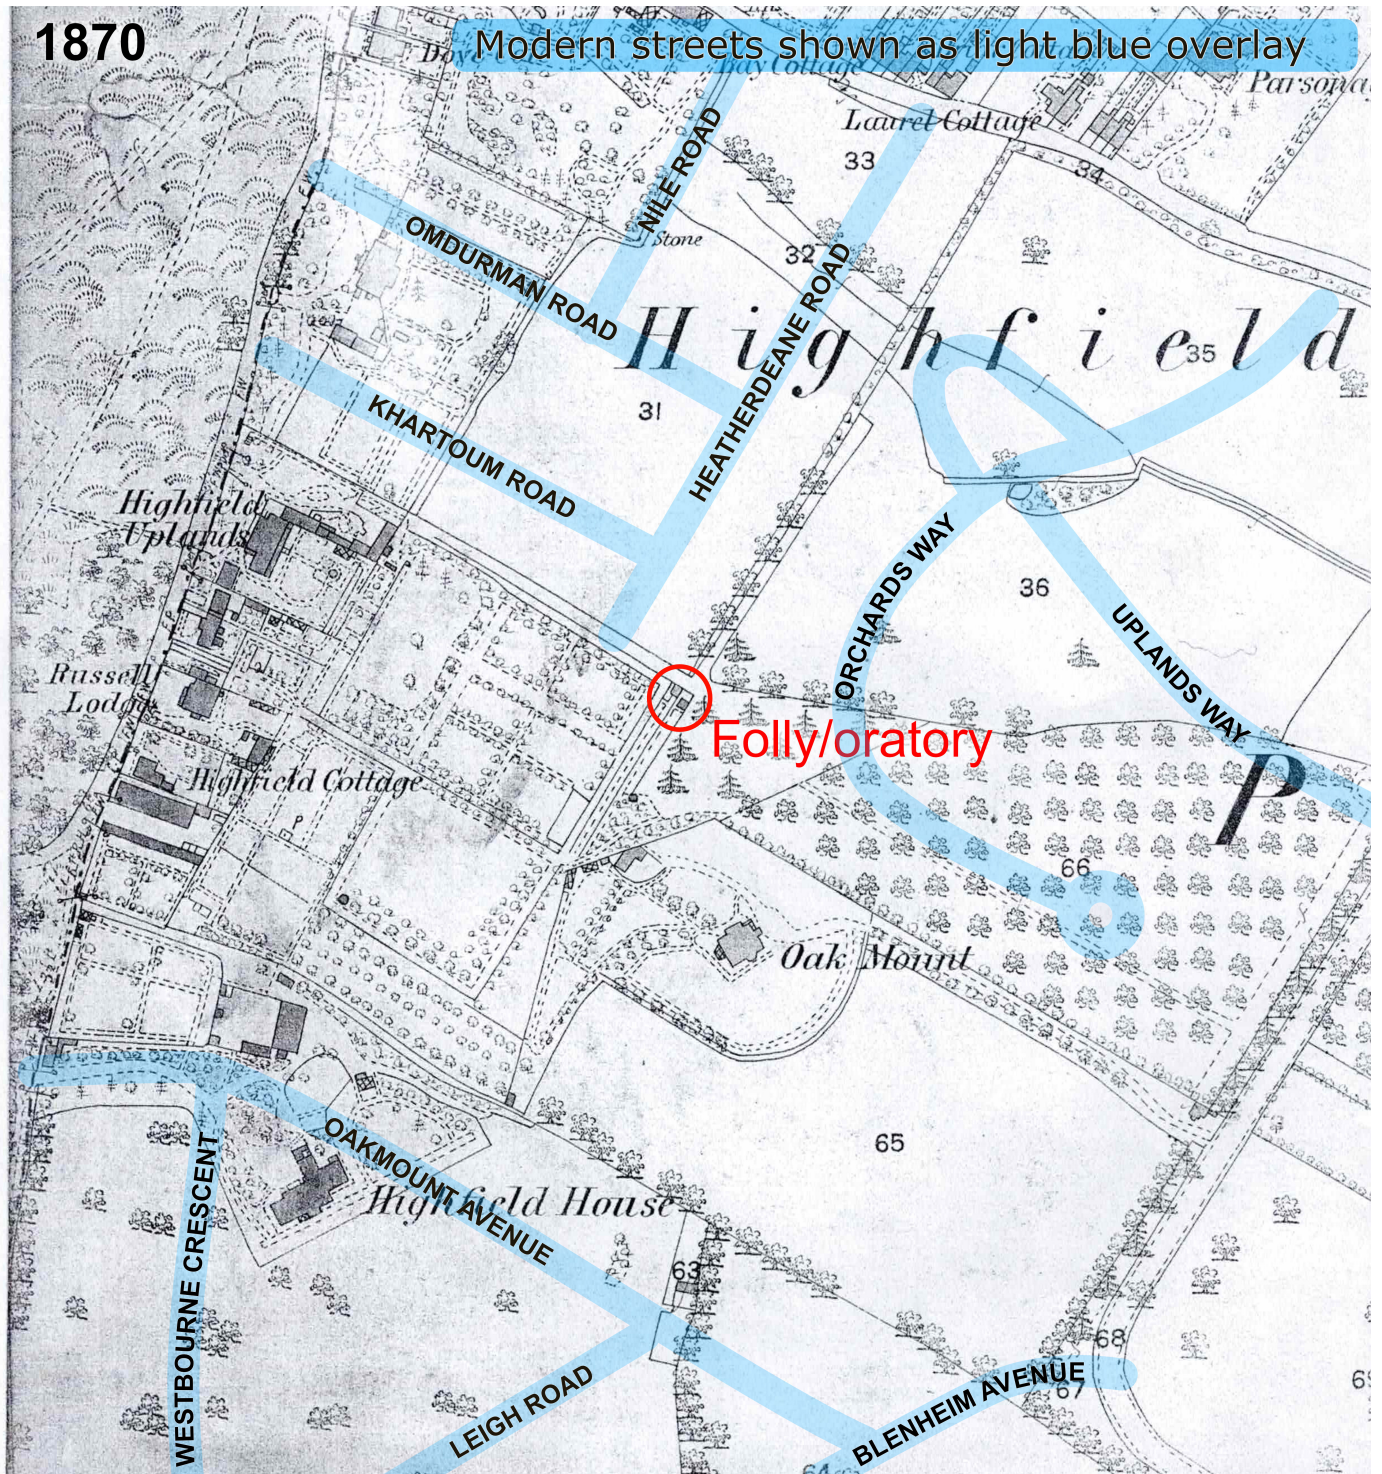 1870
Modern streets shown as light blue overlay
Cottage
Laurel Cottage
33
34
NILE ROAD
Stone
32
OMDURMAN ROAD
HEATHERDEANE ROAD
Highfield
35
31
KHARTOUM ROAD
Highfield
Uplands
ORCHARDS WAY
36
UPLANDS WAY
Russell
Lodge
Folly/oratory
Highfield Cottage
P
66
Oak Mount
65
OAKMOUNT AVENUE
WESTBOURNE CRESCENT
Highfield House
63
68
LEIGH ROAD
BLENHEIM AVENUE
67
64